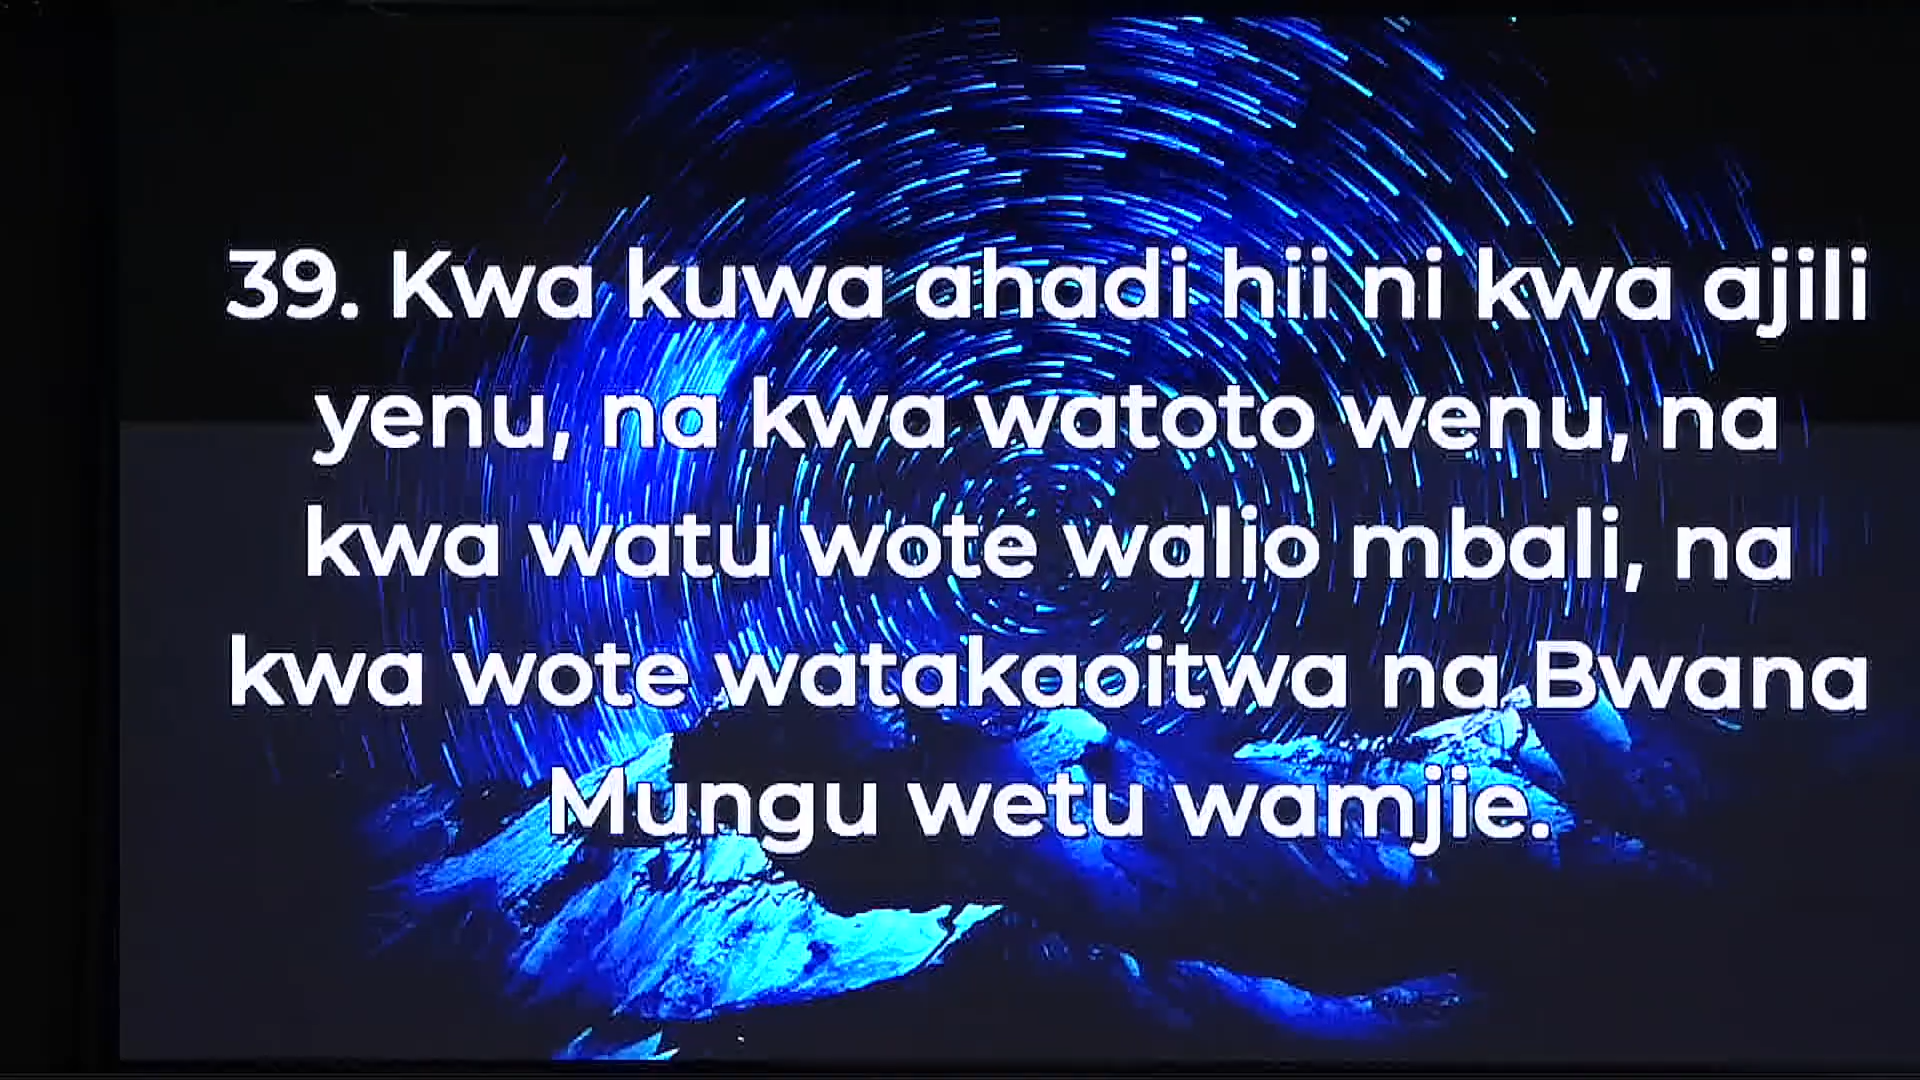 39. Kwa kuwa ahadi hii ni kwa ajili
yenu, na kwa watoto wenu, na
kwa watu wote walio mbali, na
kwa wote watakaoitwa na Bwana
Mungu wetu wamjie.